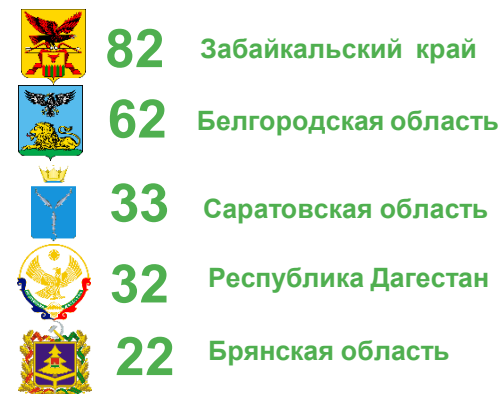 82 Забайкальский край
62 Белгородская область
33 Саратовская область
32 Республика Дагестан
22 Брянская область